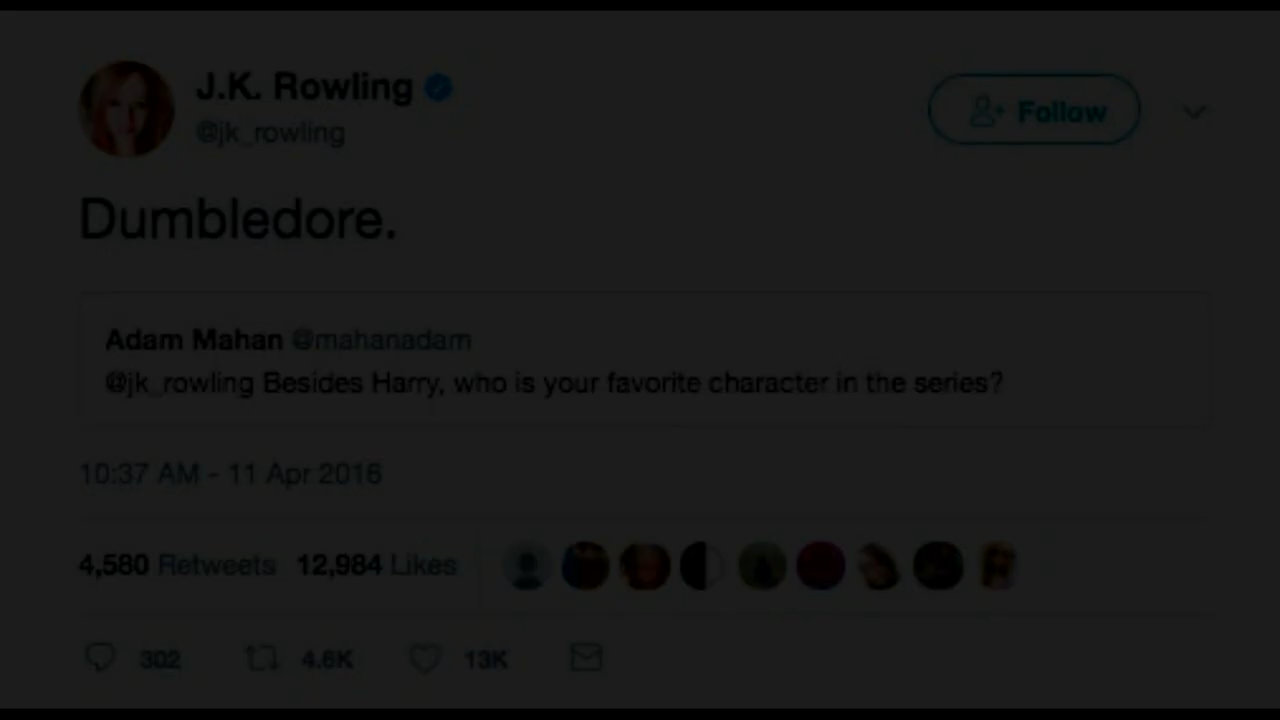 J.K. Rowling
@jk_rowling
Follow
Dumbledore.
Adam Mahan @mahanadam
@jk_rowling Besides Harry, who is your favorite character in the series?
10:37 AM - 11 Apr 2016
4,580 Retweets 12,984 Likes
302 4.6K 13K